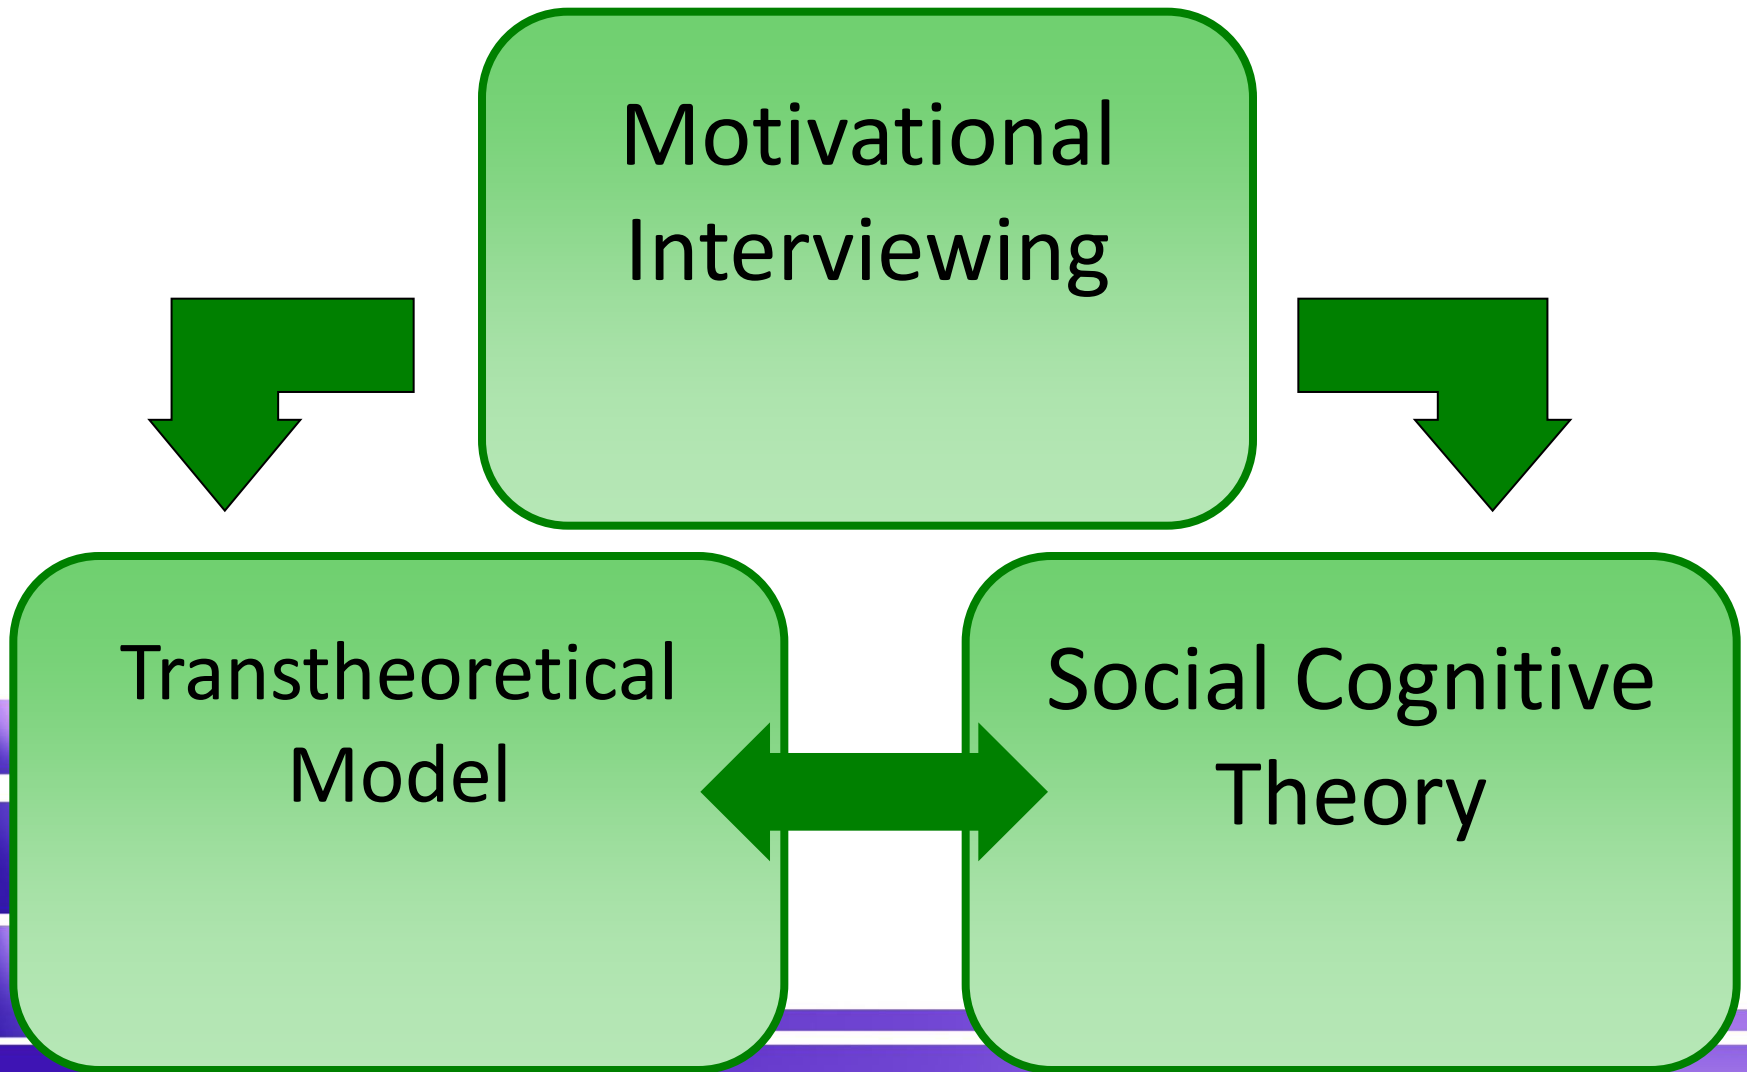 Motivational
Interviewing
Transtheoretical
Model
Social Cognitive
Theory